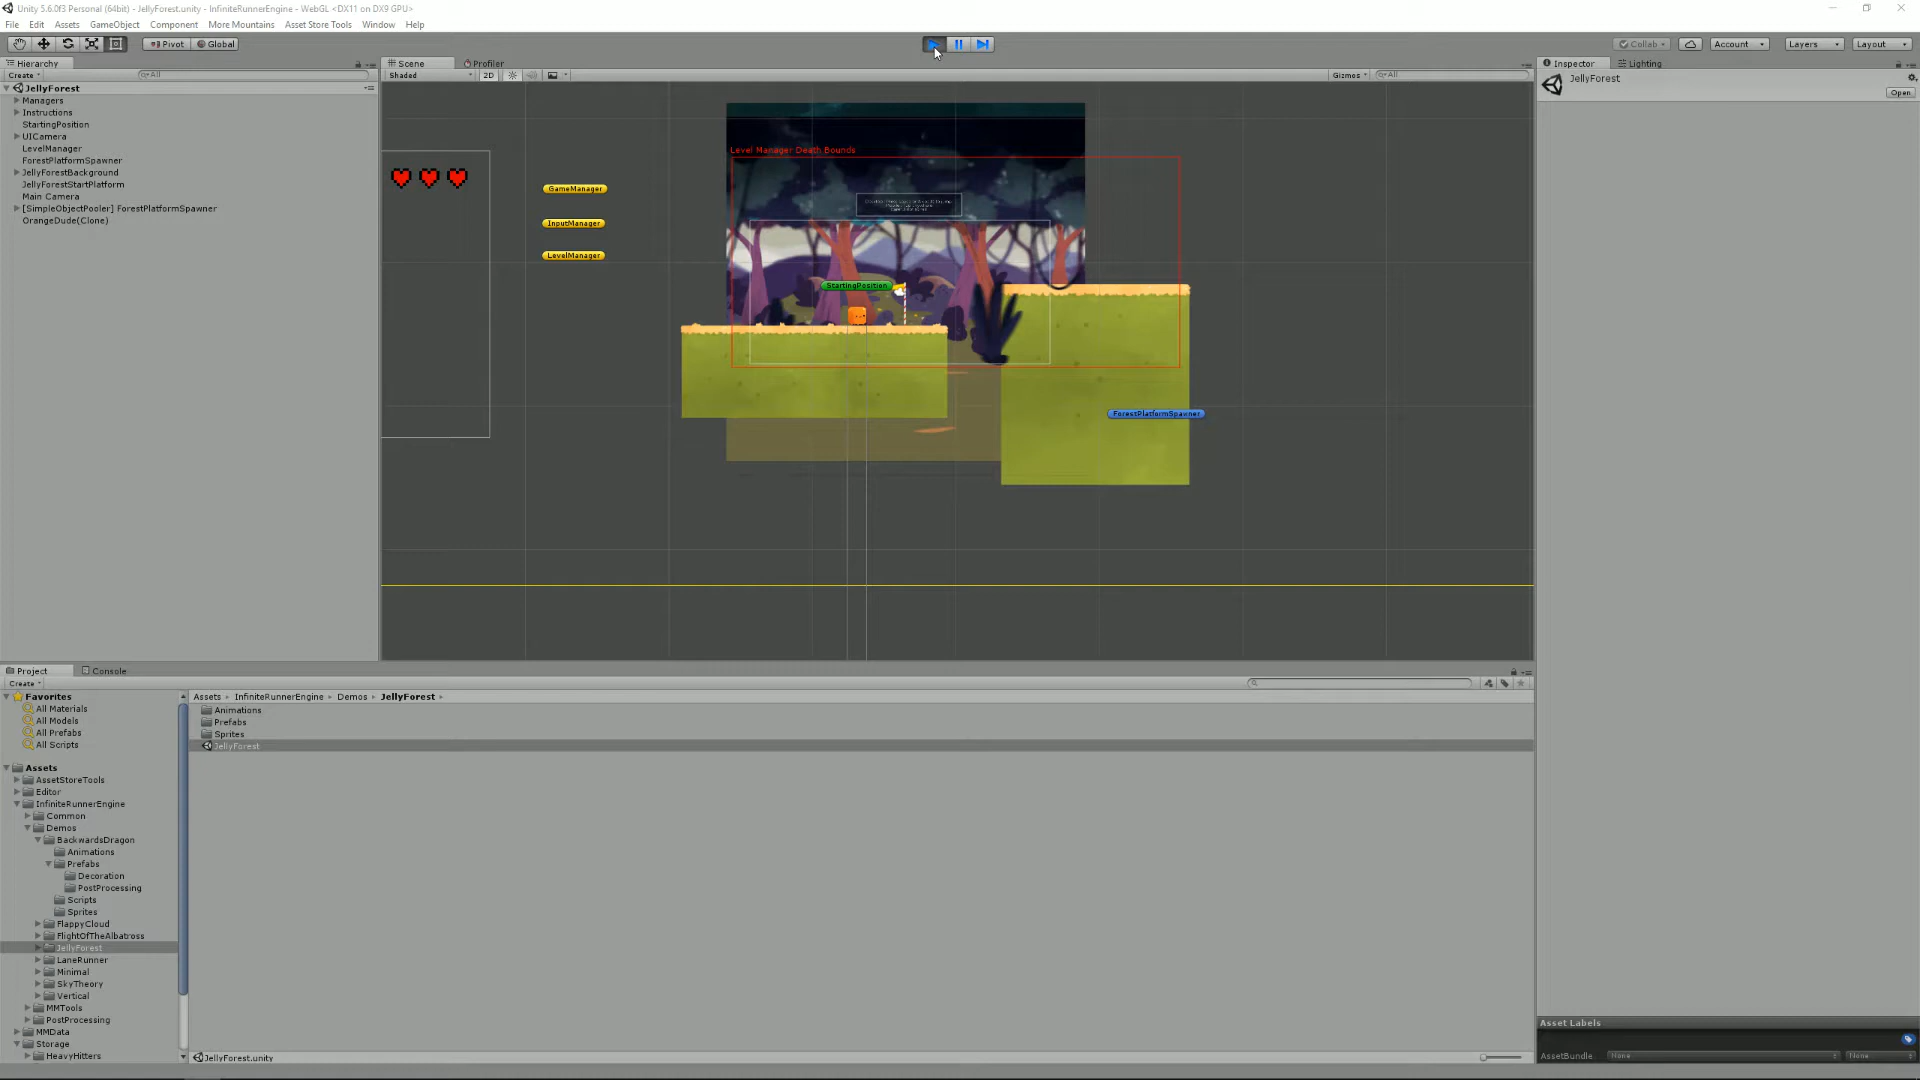 Unity 5.6.0f3 Personal (64bit) - JellyForest.unity - InfiniteRunnerEngine - WebGL <DX11 on DX9 GPU>
File Edit Assets GameObject Component More Mountains Asset Store Tools Window Help
Pivot Global Collab Account Layers Layout
Hierarchy Scene Profiler Inspector Lighting
Create All Shaded 2D Gizmos All
JellyForest
Managers
Instructions
StartingPosition
UICamera
LevelManager
ForestPlatformSpawner
JellyForestBackground
JellyForestStartPlatform
Main Camera
[SimpleObjectPooler] ForestPlatformSpawner
OrangeDude(Clone)
Level Manager Death Bounds
GameManager
InputManager
LevelManager
StartingPosition
ForestPlatformSpawner
JellyForest
Open
Project Console
Create
Favorites
All Materials
All Models
All Prefabs
All Scripts
Assets
AssetStoreTools
Editor
InfiniteRunnerEngine
Common
Demos
BackwardsDragon
Animations
Prefabs
Decoration
PostProcessing
Scripts
Sprites
FlappyCloud
FlightOfTheAlbatross
JellyForest
LaneRunner
Minimal
SkyTheory
Vertical
MMTools
PostProcessing
MMData
Storage
HeavyHitters
Assets InfiniteRunnerEngine Demos JellyForest
Animations
Prefabs
Sprites
JellyForest
JellyForest.unity
Asset Labels
AssetBundle None None